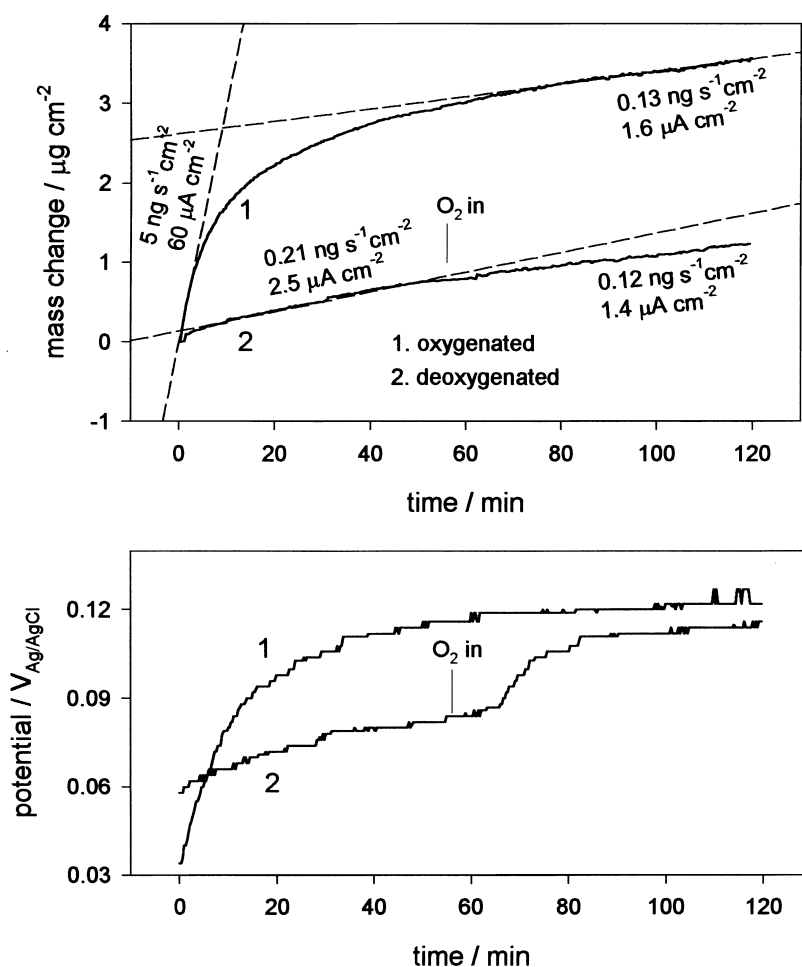 4
3
2
1
0
-1
mass change / μg cm⁻²
5 ng s⁻¹cm⁻²
60 μA cm⁻²
1
0.13 ng s⁻¹cm⁻²
1.6 μA cm⁻²
O₂ in
0.21 ng s⁻¹cm⁻²
2.5 μA cm⁻²
0.12 ng s⁻¹cm⁻²
1.4 μA cm⁻²
2
1. oxygenated
2. deoxygenated
0 20 40 60 80 100 120
time / min
0.12
0.09
0.06
0.03
potential / V Ag/AgCl
1
O₂ in
2
0 20 40 60 80 100 120
time / min